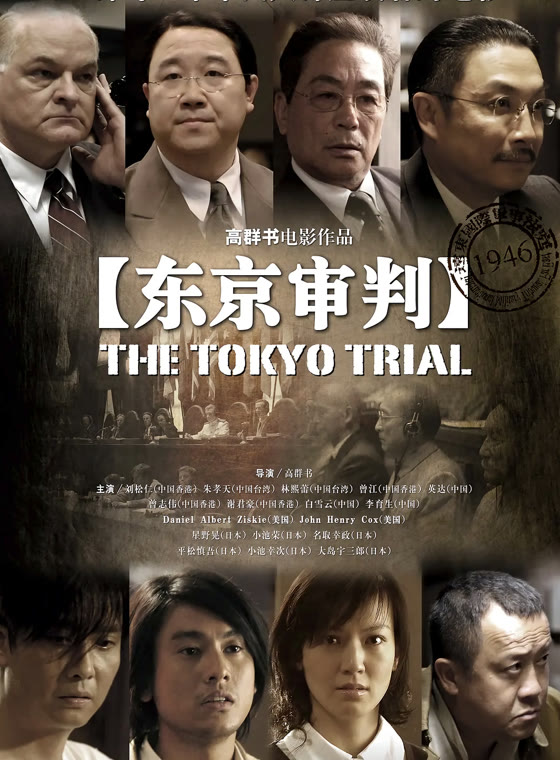 高群书电影作品
【东京审判】
THE TOKYO TRIAL
1946
导演/高群书
主演/刘松仁(中国香港) 朱孝天(中国台湾) 林熙蕾(中国台湾) 曾江(中国香港) 英达(中国)
曾志伟(中国香港) 谢君豪(中国香港) 白雪云(中国) 李育生(中国)
Daniel Albert Ziskie(美国) John Henry Cox(美国)
星野晃(日本) 小池荣(日本) 名取幸政(日本)
平松慎吾(日本) 小池幸次(日本) 大岛宇三郎(日本)